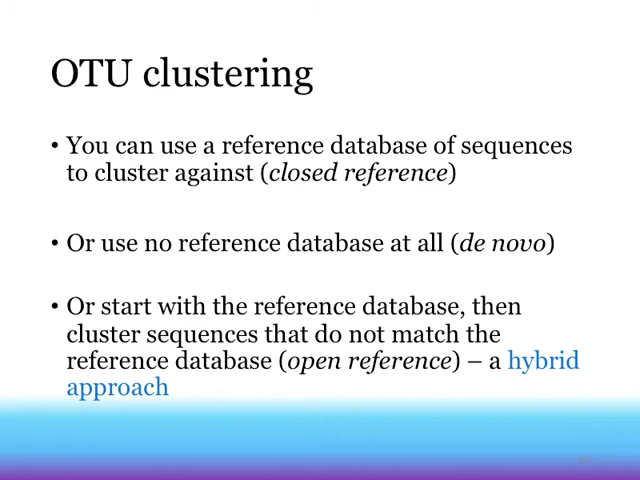 OTU clustering
• You can use a reference database of sequences
to cluster against (closed reference)
• Or use no reference database at all (de novo)
• Or start with the reference database, then
cluster sequences that do not match the
reference database (open reference) – a hybrid
approach